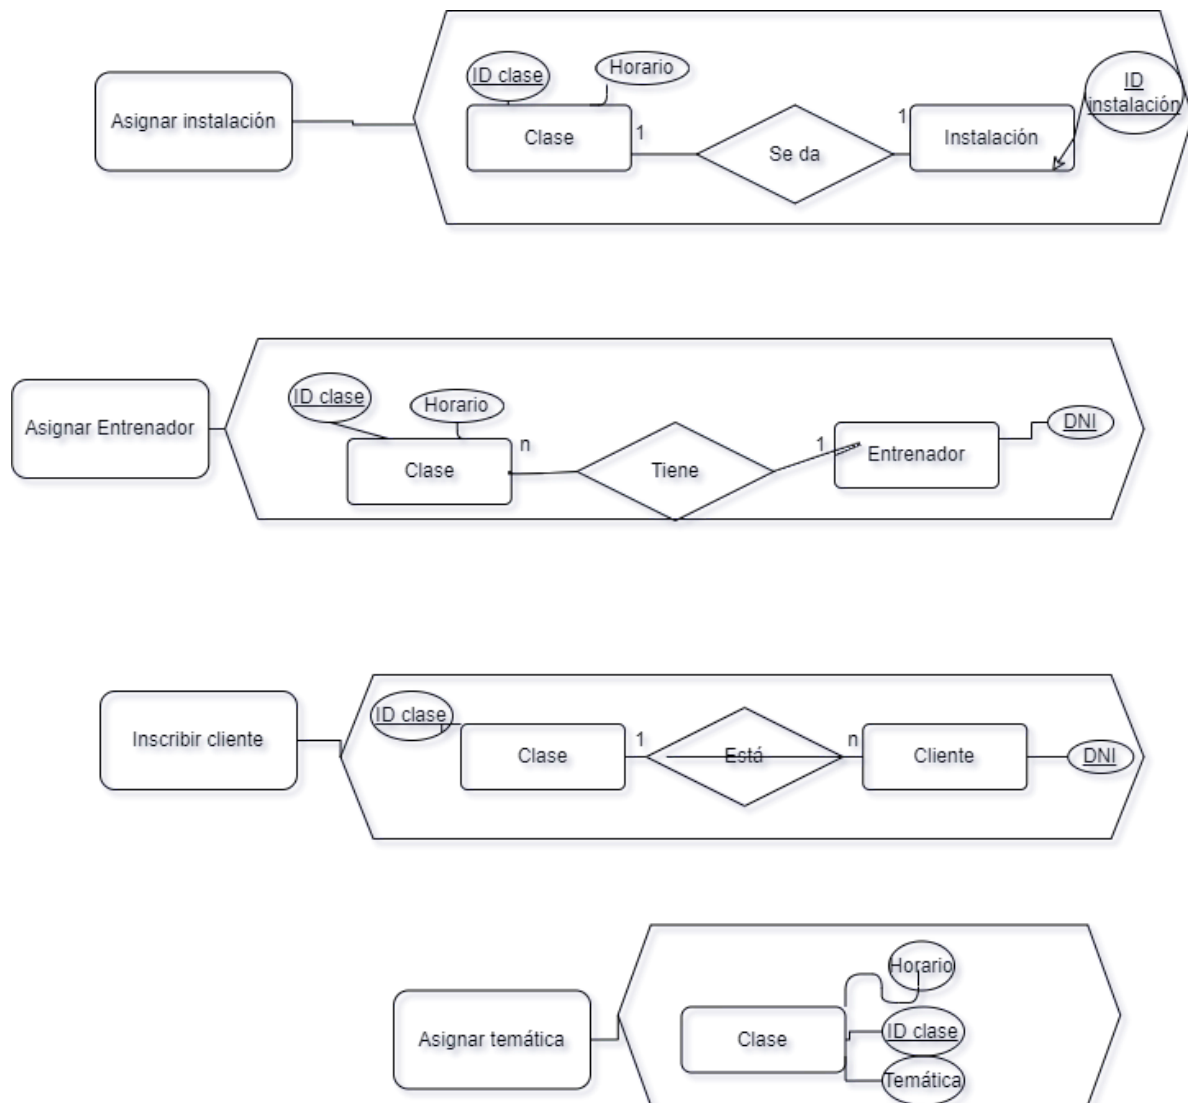 Asignar instalación
ID clase
Horario
Clase
1
Se da
1
Instalación
ID
instalación
Asignar Entrenador
ID clase
Horario
Clase
n
Tiene
1
Entrenador
DNI
Inscribir cliente
ID clase
Clase
1
Está
n
Cliente
DNI
Asignar temática
Clase
Horario
ID clase
Temática